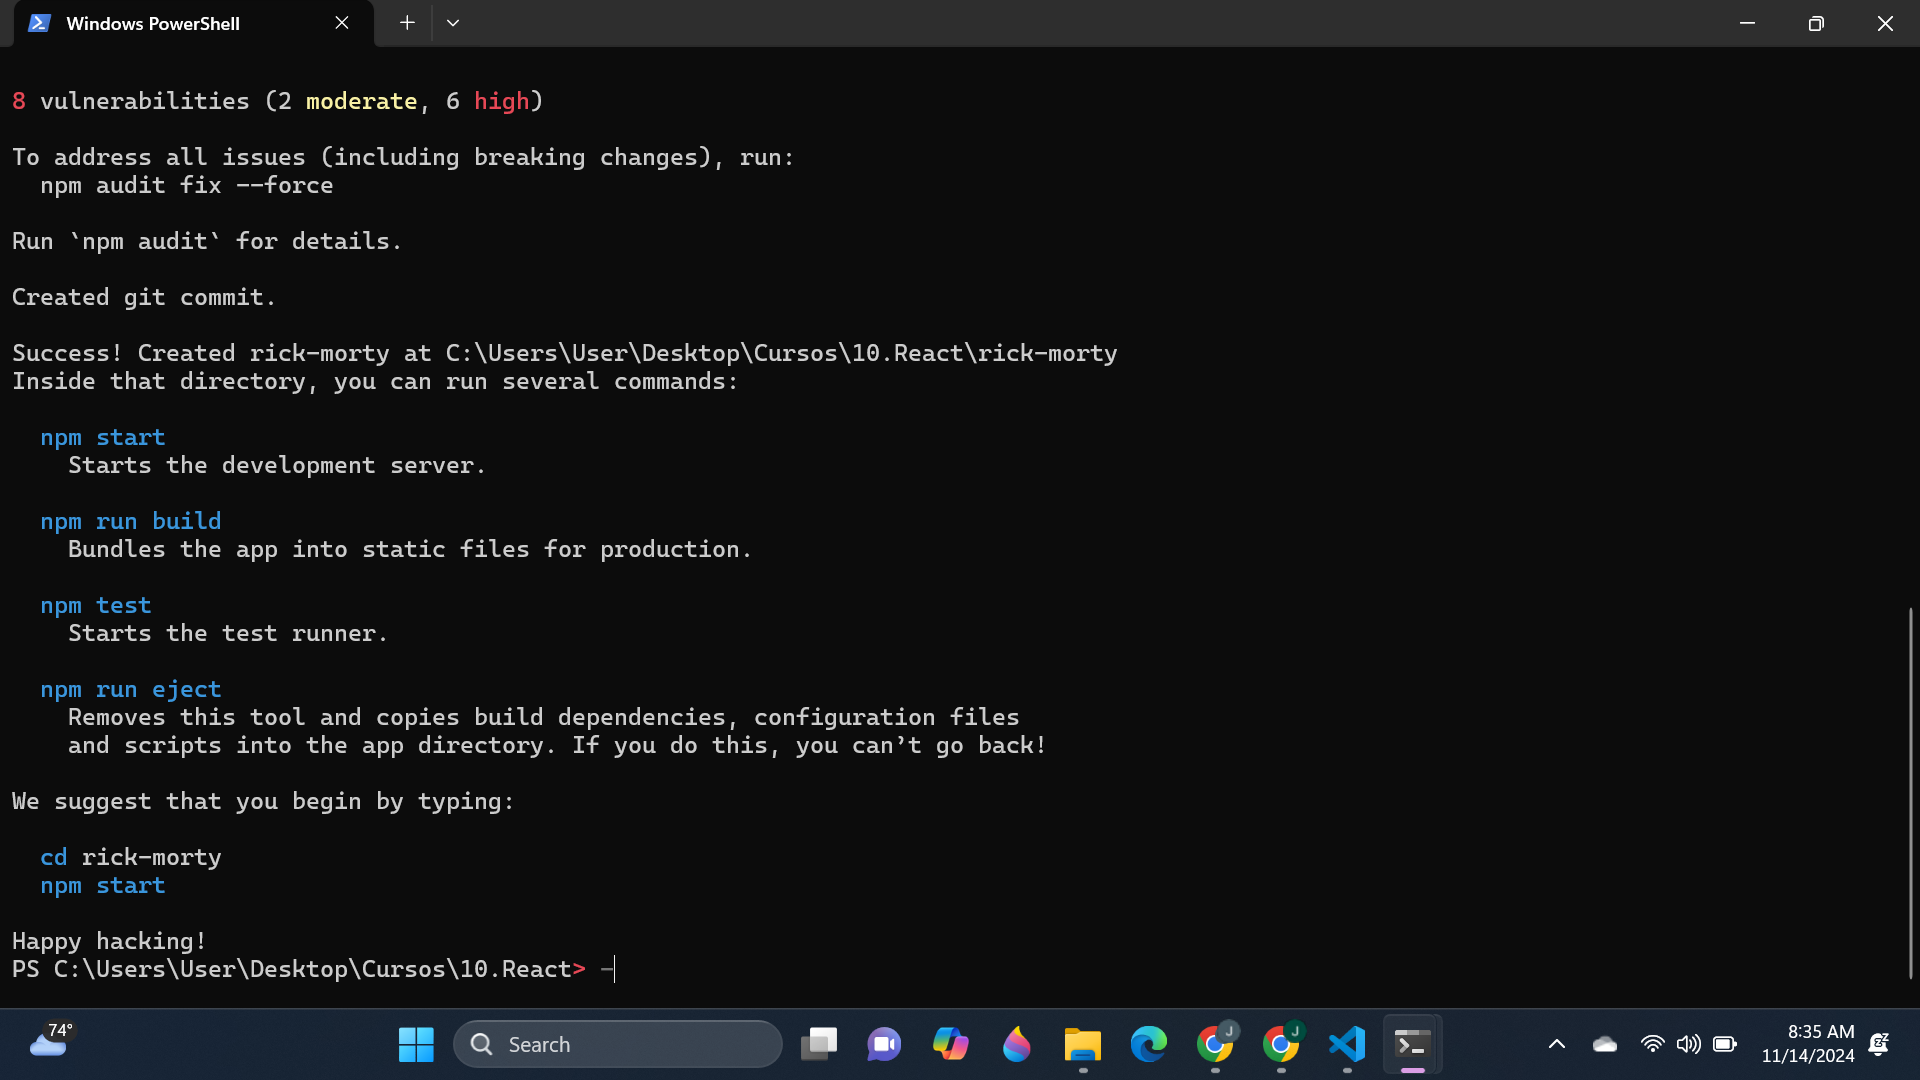 Windows PowerShell
8 vulnerabilities (2 moderate, 6 high)
To address all issues (including breaking changes), run:
npm audit fix --force
Run `npm audit` for details.
Created git commit.
Success! Created rick-morty at C:\Users\User\Desktop\Cursos\10.React\rick-morty
Inside that directory, you can run several commands:
npm start
Starts the development server.
npm run build
Bundles the app into static files for production.
npm test
Starts the test runner.
npm run eject
Removes this tool and copies build dependencies, configuration files
and scripts into the app directory. If you do this, you can’t go back!
We suggest that you begin by typing:
cd rick-morty
npm start
Happy hacking!
PS C:\Users\User\Desktop\Cursos\10.React> -
74°
Search
J
J
8:35 AM
11/14/2024